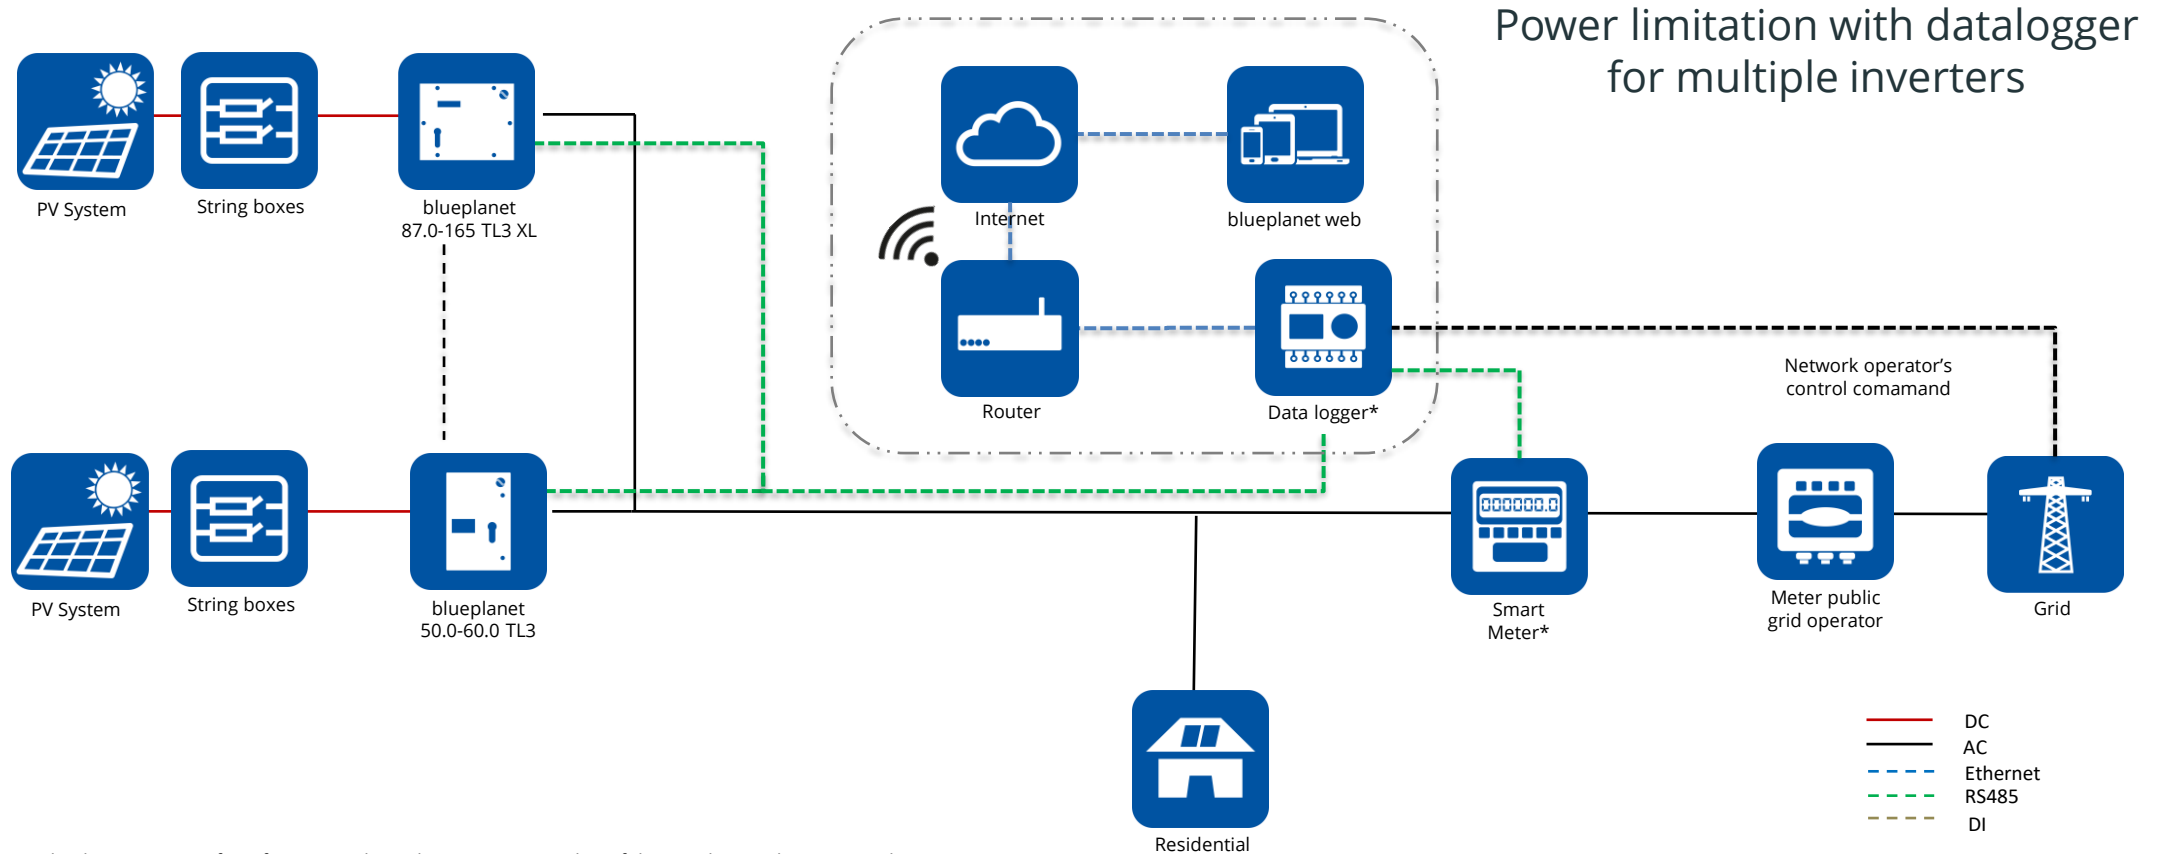 Power limitation with datalogger
for multiple inverters
PV System
String boxes
blueplanet
87.0-165 TL3 XL
Internet
blueplanet web
Router
Data logger*
Network operator's
control comamand
PV System
String boxes
blueplanet
50.0-60.0 TL3
000000.0
Smart
Meter*
Meter public
grid operator
Grid
Residential
DC
AC
Ethernet
RS485
DI